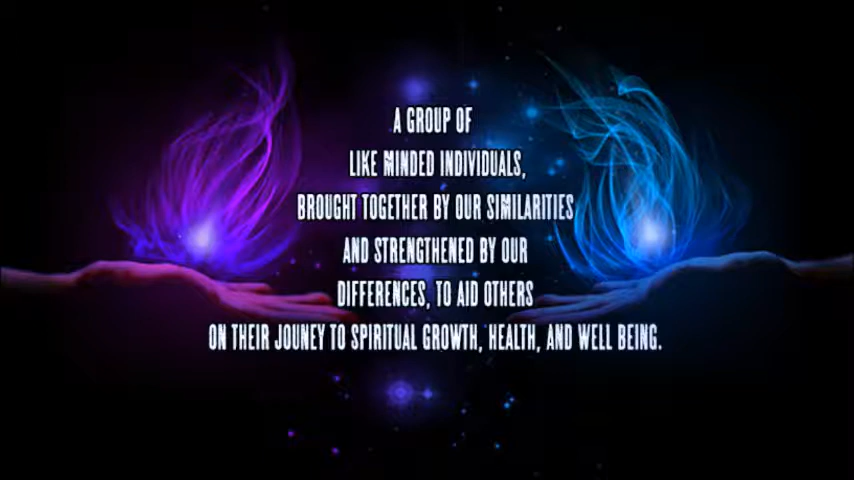 A GROUP OF
LIKE MINDED INDIVIDUALS,
BROUGHT TOGETHER BY OUR SIMILARITIES
AND STRENGTHENED BY OUR
DIFFERENCES, TO AID OTHERS
ON THEIR JOUNEY TO SPIRITUAL GROWTH, HEALTH, AND WELL BEING.